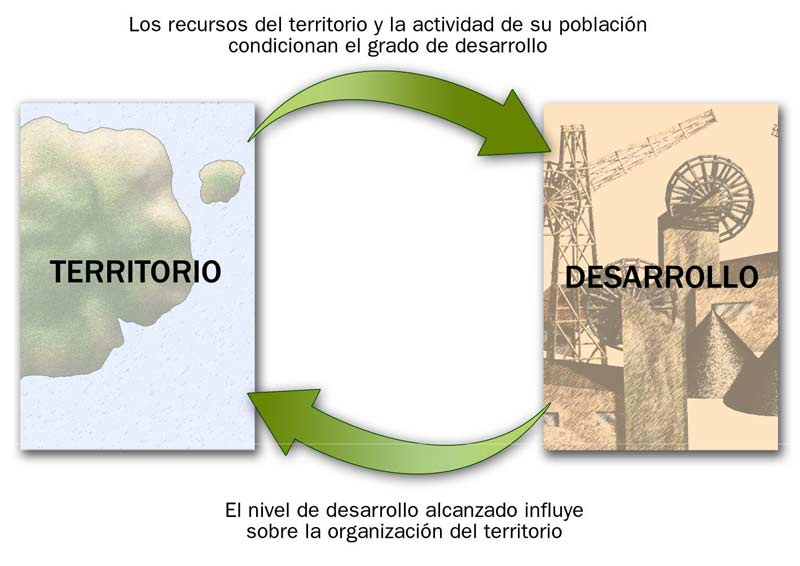 Los recursos del territorio y la actividad de su población
condicionan el grado de desarrollo
TERRITORIO
DESARROLLO
El nivel de desarrollo alcanzado influye
sobre la organización del territorio